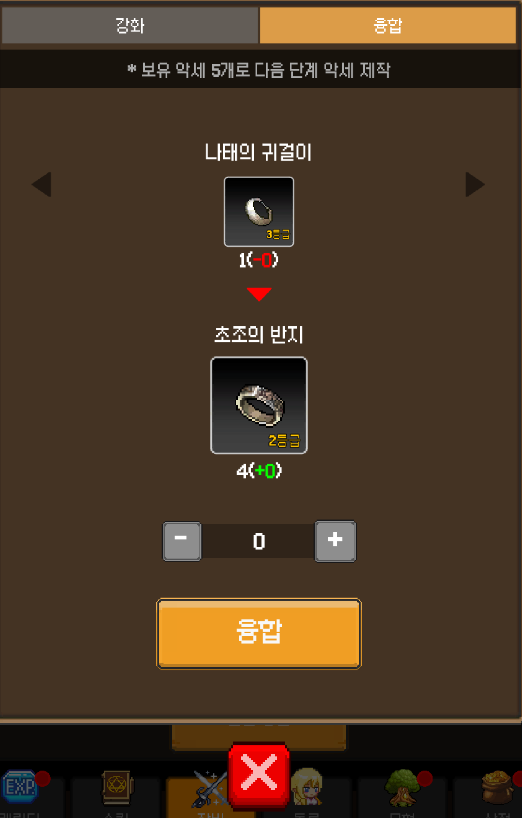 강화
융합
* 보유 악세 5개로 다음 단계 악세 제작
나태의 귀걸이
3등급
1(-0)
초조의 반지
2등급
4(+0)
-
0
+
융합
EXP.